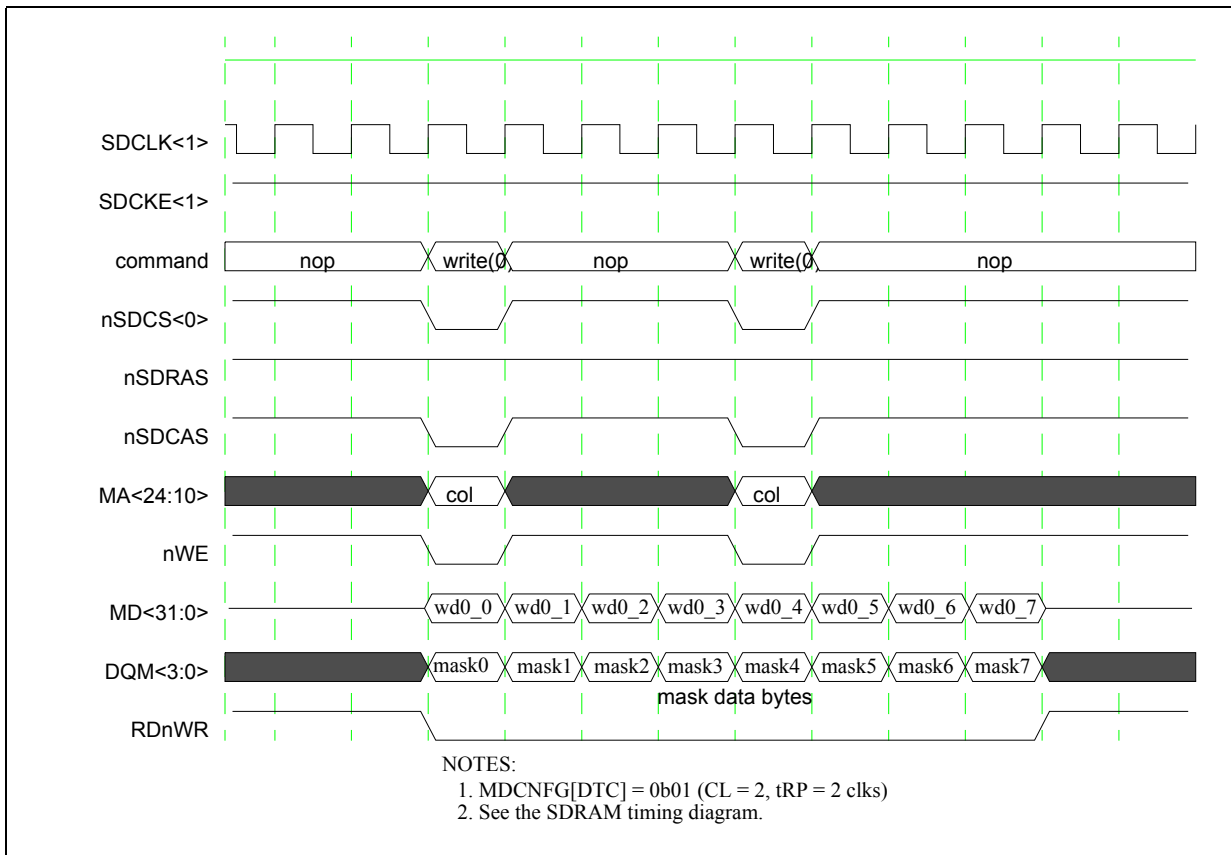 SDCLK<1>
SDCKE<1>
command nop write(0) nop write(0) nop
nSDCS<0>
nSDRAS
nSDCAS
MA<24:10> col col
nWE
MD<31:0> wd0_0 wd0_1 wd0_2 wd0_3 wd0_4 wd0_5 wd0_6 wd0_7
DQM<3:0> mask0 mask1 mask2 mask3 mask4 mask5 mask6 mask7
mask data bytes
RDnWR
NOTES:
1. MDCNFG[DTC] = 0b01 (CL = 2, tRP = 2 clks)
2. See the SDRAM timing diagram.